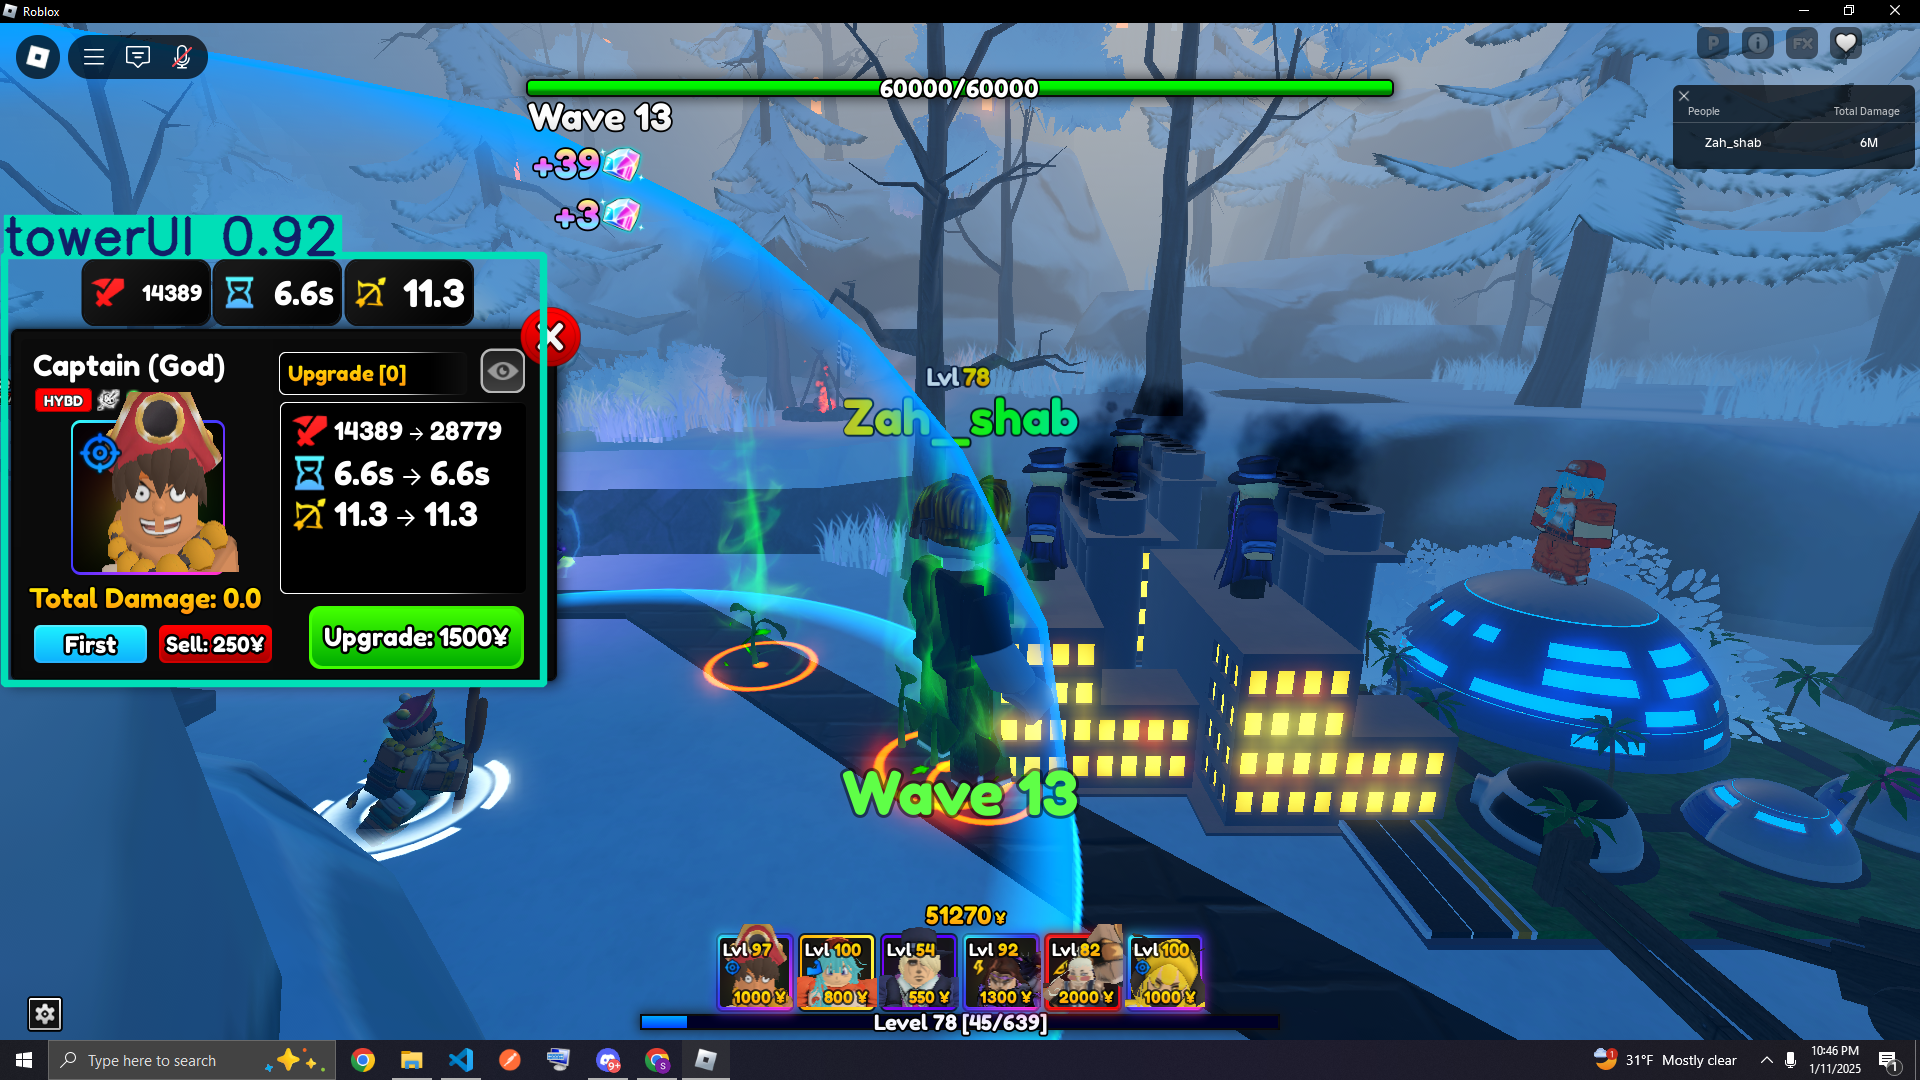 Roblox
P
FX
60000/60000
Wave 13
+39
+3
People Total Damage
Zah_shab 6M
towerUI 0.92
14389 6.6s 11.3
Captain (God)
HYBD
Upgrade [0]
14389 → 28779
6.6s → 6.6s
11.3 → 11.3
Total Damage: 0.0
First
Sell: 250¥
Upgrade: 1500¥
Lvl 78
Zah_shab
Wave 13
51270 ¥
Lvl 97 Lvl 100 Lvl 54 Lvl 92 Lvl 82 Lvl 100
1000 ¥ 800 ¥ 550 ¥ 1300 ¥ 2000 ¥ 1000 ¥
Level 78 [45/639]
Type here to search
9+
S
1
31°F Mostly clear
10:46 PM
1/11/2025
1